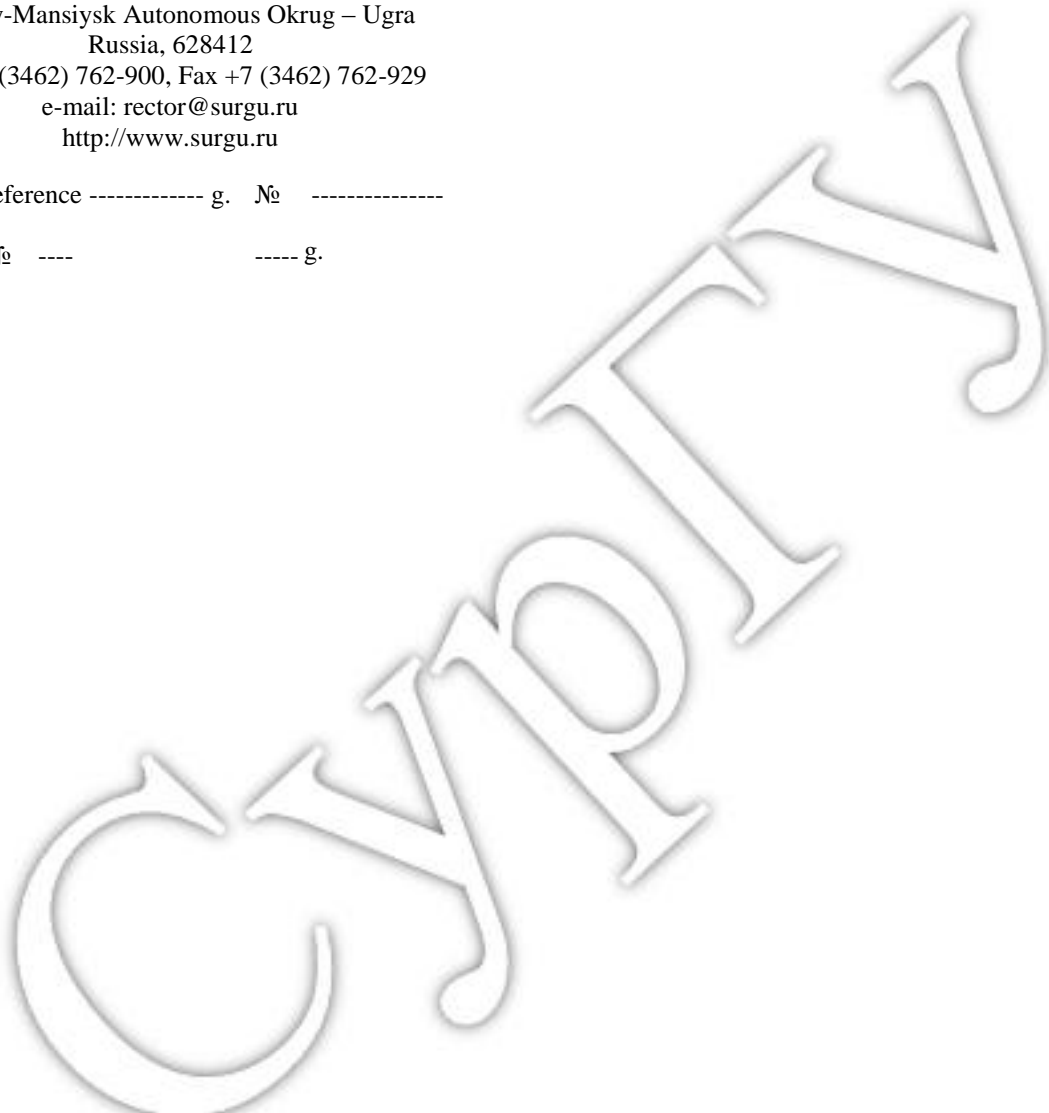 y-Mansiysk Autonomous Okrug – Ugra
Russia, 628412
(3462) 762-900, Fax +7 (3462) 762-929
e-mail: rector@surgu.ru
http://www.surgu.ru
eference ------------- g. № ---------------
№ ---- ----- g.
СурГУ